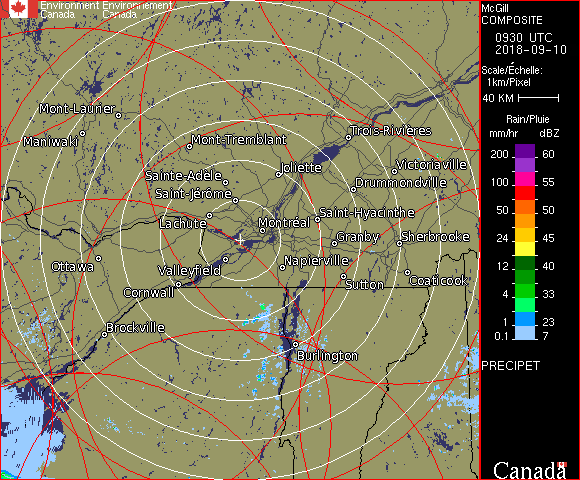 Environment Environnement
Canada Canada
McGill
COMPOSITE
0930 UTC
2018-09-10
Scale/Échelle:
1km/Pixel
40 KM
Rain/Pluie
mm/hr dBZ
200 60
155
100 55
50 50
24 45
12 40
4 33
1 23
0.1 7
PRECIPET
Mont-Laurier
Maniwaki
Mont-Tremblant
Trois-Rivières
Sainte-Adèle
Joliette
Victoriaville
Saint-Jérôme
Drummondville
Lachute
Montréal
Saint-Hyacinthe
Granby
Sherbrooke
Ottawa
Valleyfield
Napierville
Cornwall
Sutton
Coaticook
Brockville
Burlington
Canada